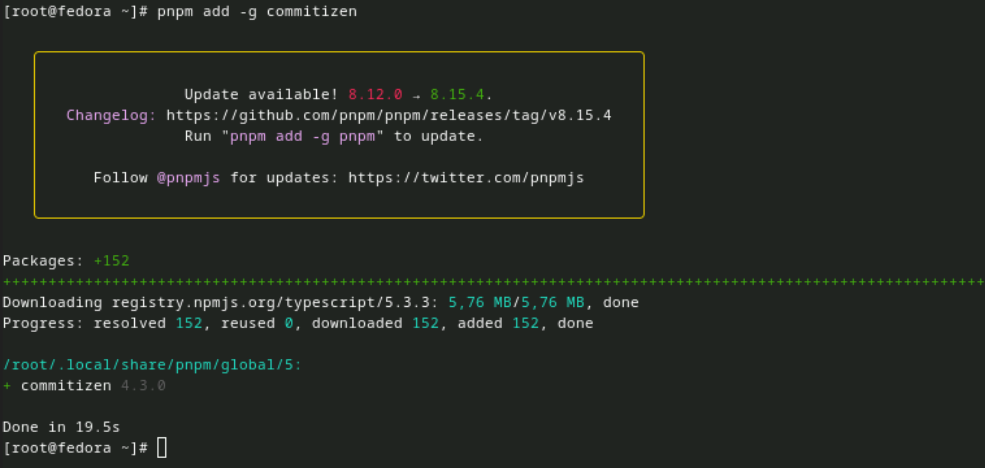 [root@fedora ~]# pnpm add -g commitizen
Update available! 8.12.0 → 8.15.4.
Changelog: https://github.com/pnpm/pnpm/releases/tag/v8.15.4
Run "pnpm add -g pnpm" to update.
Follow @pnpmjs for updates: https://twitter.com/pnpmjs
Packages: +152
++++++++++++++++++++++++++++++++++++++++++++++++++++++++++++++++++++++++++++++++++++++++++++++++++++++++++++
Downloading registry.npmjs.org/typescript/5.3.3: 5,76 MB/5,76 MB, done
Progress: resolved 152, reused 0, downloaded 152, added 152, done
/root/.local/share/pnpm/global/5:
+ commitizen 4.3.0
Done in 19.5s
[root@fedora ~]#